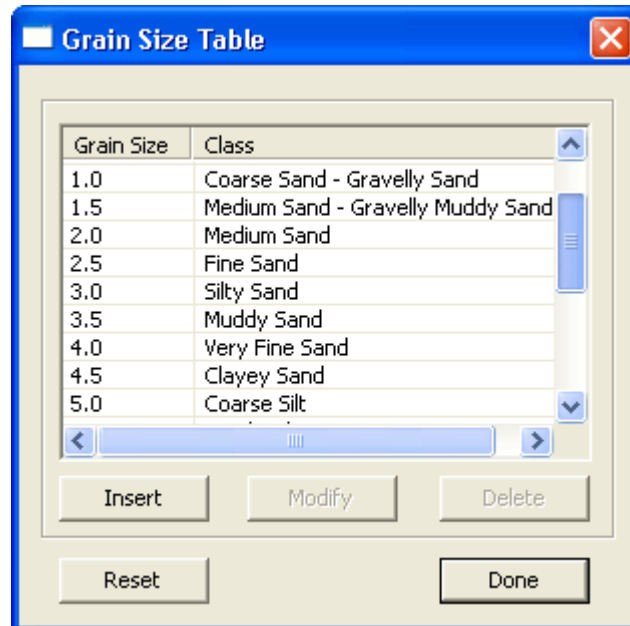 Grain Size Table
Grain Size Class
1.0 Coarse Sand - Gravelly Sand
1.5 Medium Sand - Gravelly Muddy Sand
2.0 Medium Sand
2.5 Fine Sand
3.0 Silty Sand
3.5 Muddy Sand
4.0 Very Fine Sand
4.5 Clayey Sand
5.0 Coarse Silt
Insert Modify Delete
Reset Done